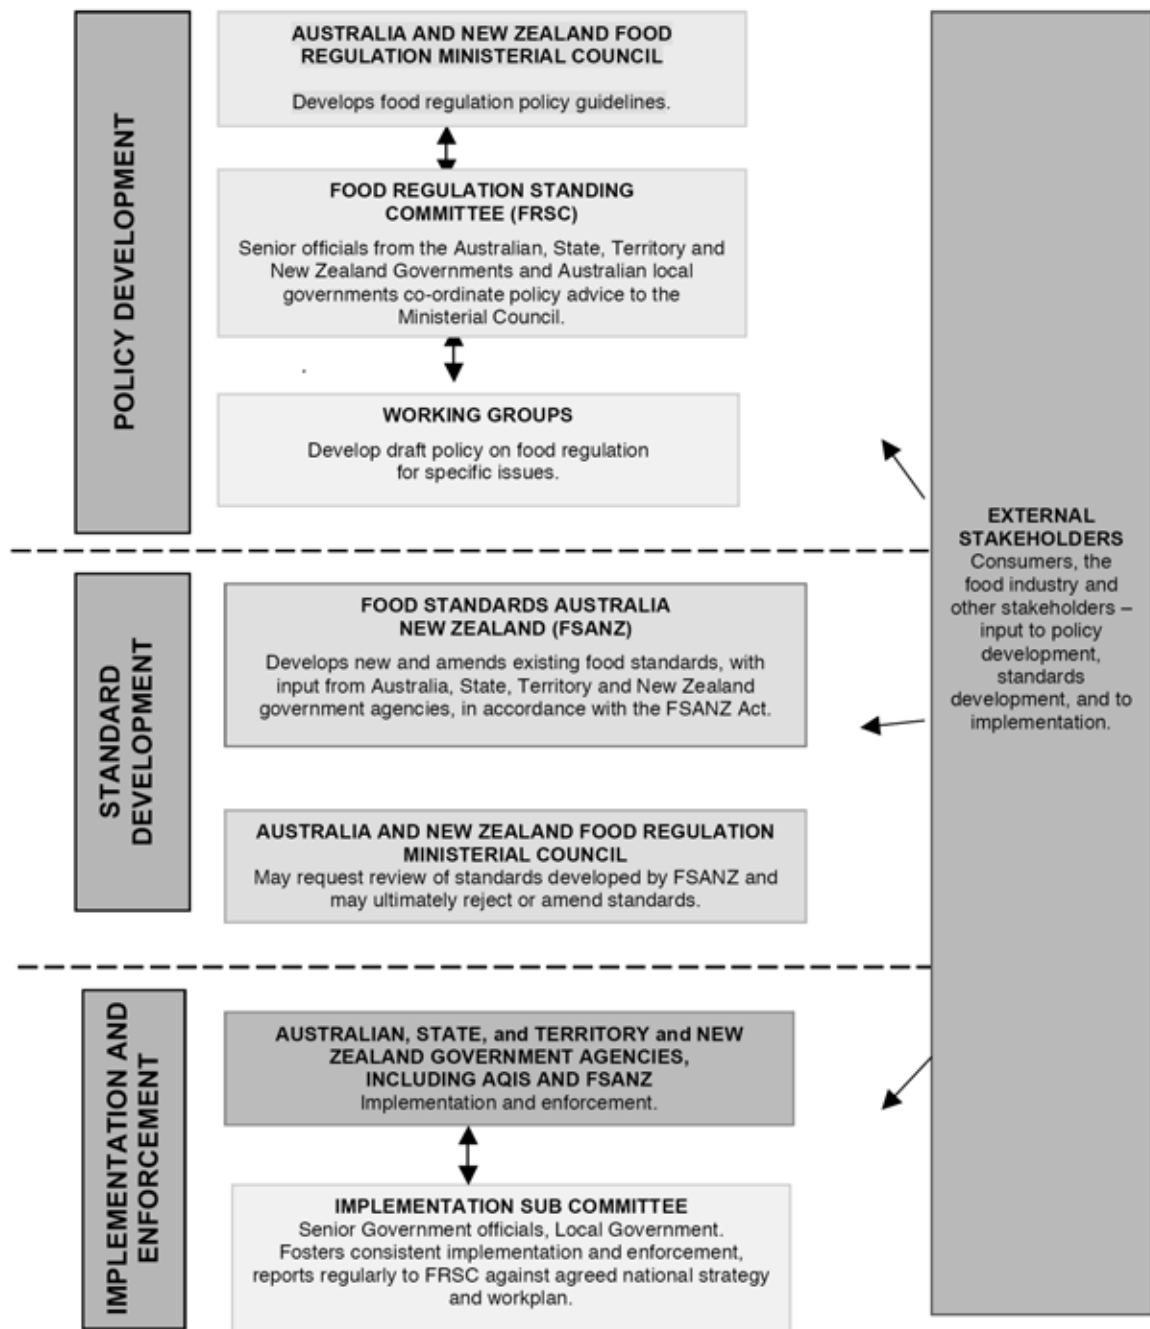 POLICY DEVELOPMENT
AUSTRALIA AND NEW ZEALAND FOOD
REGULATION MINISTERIAL COUNCIL
Develops food regulation policy guidelines.
FOOD REGULATION STANDING
COMMITTEE (FRSC)
Senior officials from the Australian, State, Territory and
New Zealand Governments and Australian local
governments co-ordinate policy advice to the
Ministerial Council.
WORKING GROUPS
Develop draft policy on food regulation
for specific issues.
STANDARD
DEVELOPMENT
FOOD STANDARDS AUSTRALIA
NEW ZEALAND (FSANZ)
Develops new and amends existing food standards, with
input from Australia, State, Territory and New Zealand
government agencies, in accordance with the FSANZ Act.
AUSTRALIA AND NEW ZEALAND FOOD REGULATION
MINISTERIAL COUNCIL
May request review of standards developed by FSANZ and
may ultimately reject or amend standards.
IMPLEMENTATION AND
ENFORCEMENT
AUSTRALIAN, STATE, and TERRITORY and NEW
ZEALAND GOVERNMENT AGENCIES,
INCLUDING AQIS AND FSANZ
Implementation and enforcement.
IMPLEMENTATION SUB COMMITTEE
Senior Government officials, Local Government.
Fosters consistent implementation and enforcement,
reports regularly to FRSC against agreed national strategy
and workplan.
EXTERNAL
STAKEHOLDERS
Consumers, the
food industry and
other stakeholders –
input to policy
development,
standards
development, and to
implementation.